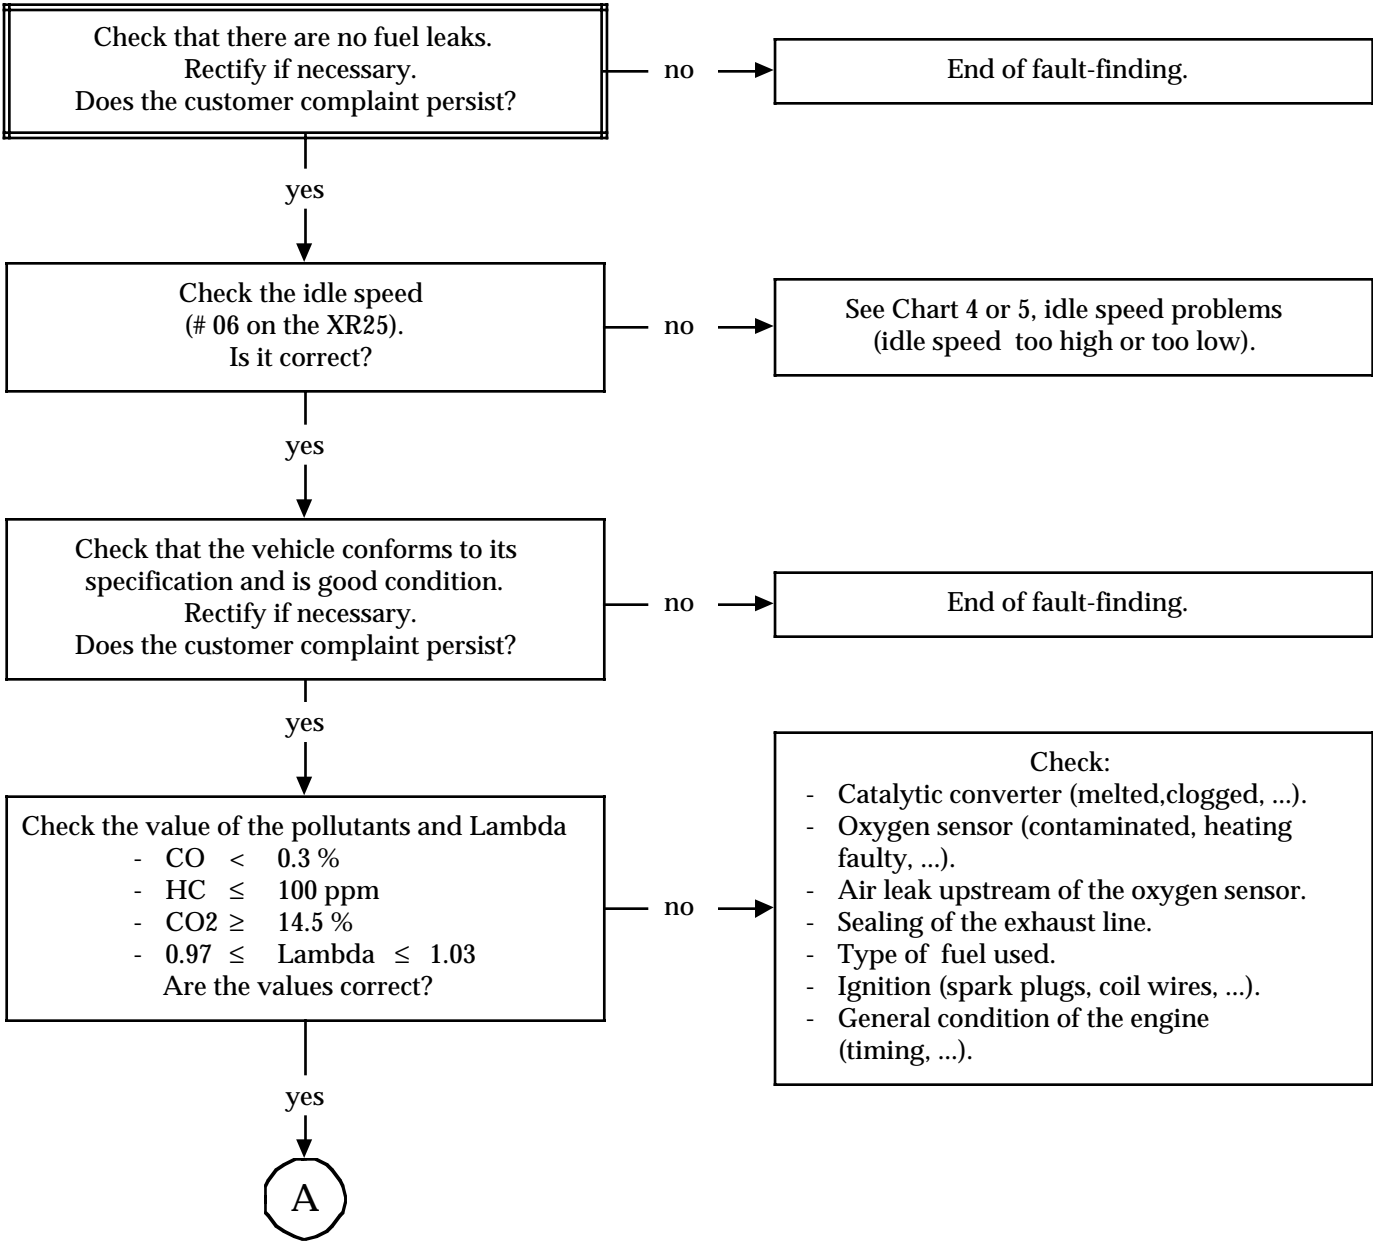 Check that there are no fuel leaks.
Rectify if necessary.
Does the customer complaint persist?
no
End of fault-finding.
yes
Check the idle speed
(# 06 on the XR25).
Is it correct?
no
See Chart 4 or 5, idle speed problems
(idle speed too high or too low).
yes
Check that the vehicle conforms to its
specification and is good condition.
Rectify if necessary.
Does the customer complaint persist?
no
End of fault-finding.
yes
Check the value of the pollutants and Lambda
- CO < 0.3 %
- HC ≤ 100 ppm
- CO2 ≥ 14.5 %
- 0.97 ≤ Lambda ≤ 1.03
Are the values correct?
no
Check:
- Catalytic converter (melted,clogged, ...).
- Oxygen sensor (contaminated, heating
faulty, ...).
- Air leak upstream of the oxygen sensor.
- Sealing of the exhaust line.
- Type of fuel used.
- Ignition (spark plugs, coil wires, ...).
- General condition of the engine
(timing, ...).
yes
A